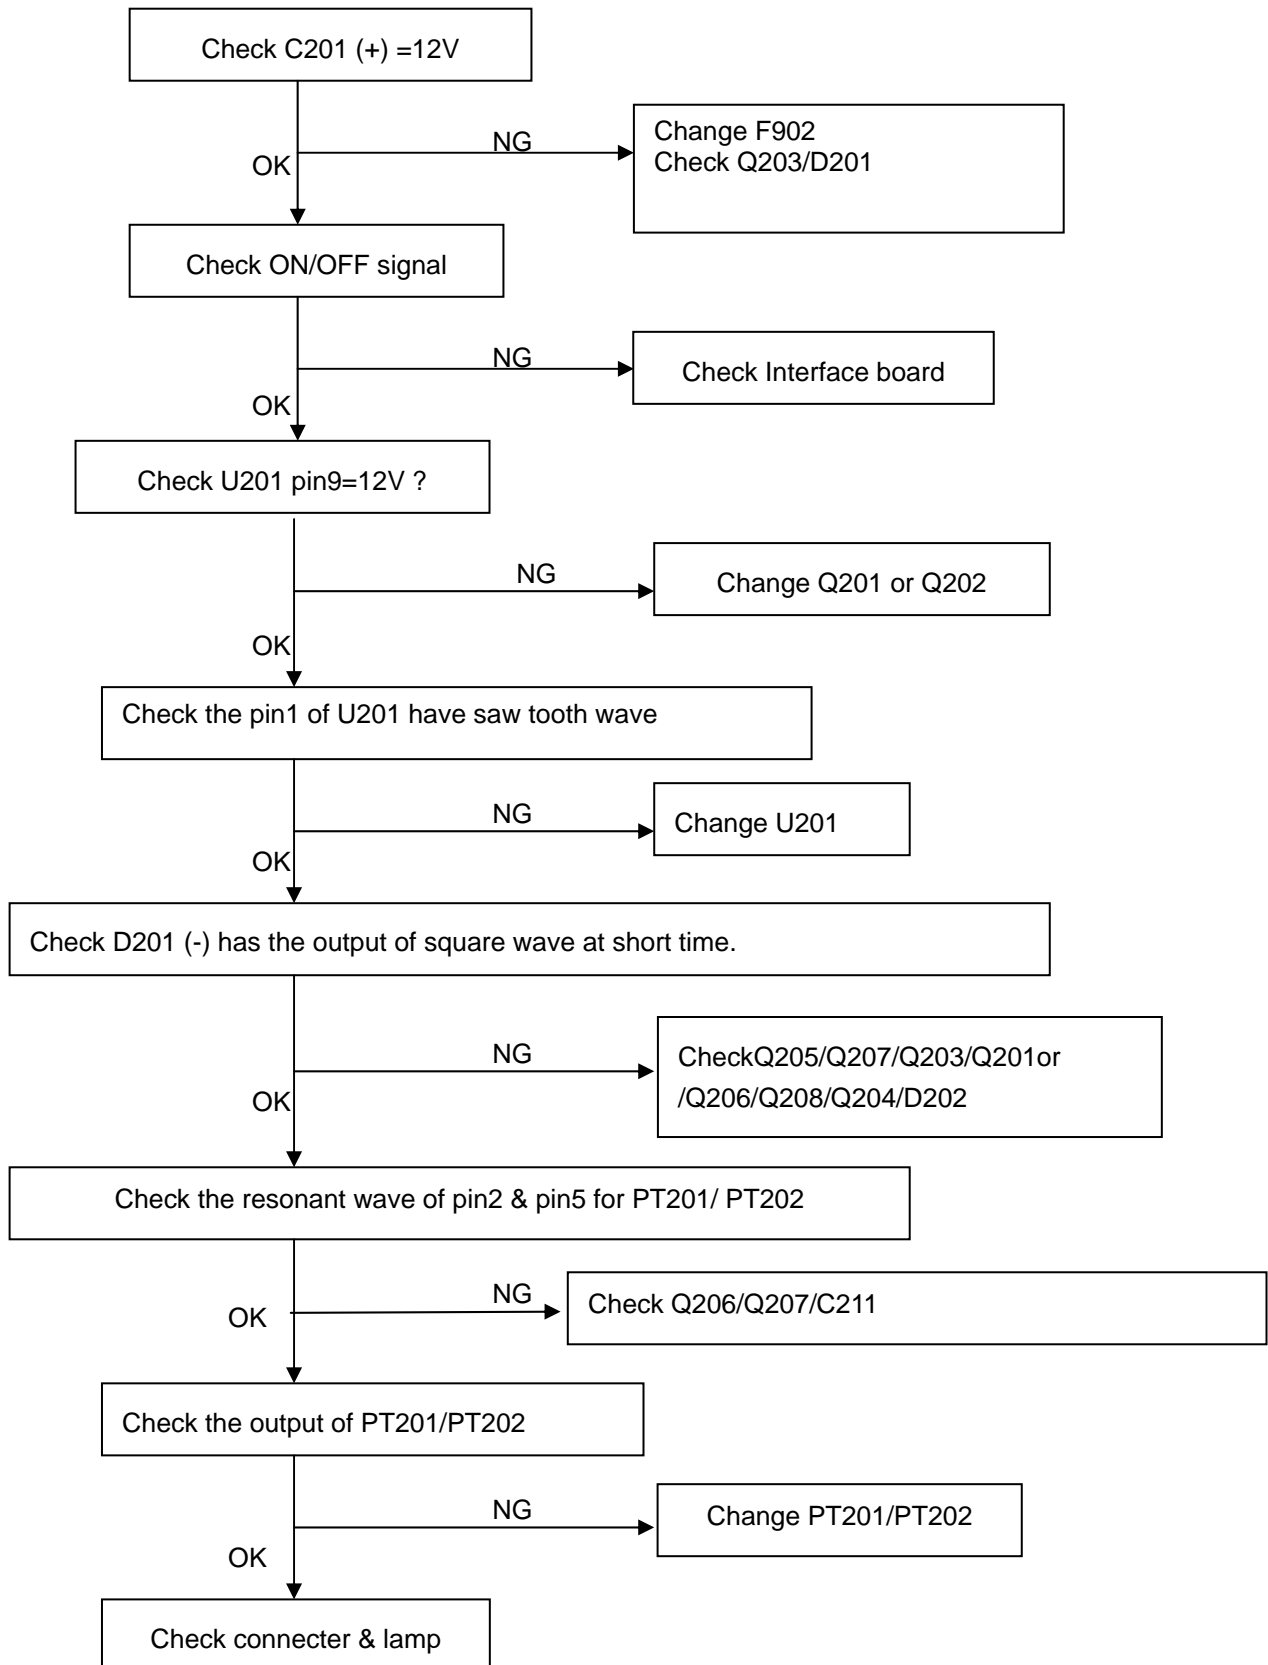 Check C201 (+) =12V
NG
Change F902
Check Q203/D201
OK
Check ON/OFF signal
NG
Check Interface board
OK
Check U201 pin9=12V ?
NG
Change Q201 or Q202
OK
Check the pin1 of U201 have saw tooth wave
NG
Change U201
OK
Check D201 (-) has the output of square wave at short time.
NG
CheckQ205/Q207/Q203/Q201or
/Q206/Q208/Q204/D202
OK
Check the resonant wave of pin2 & pin5 for PT201/ PT202
NG
Check Q206/Q207/C211
OK
Check the output of PT201/PT202
NG
Change PT201/PT202
OK
Check connecter & lamp